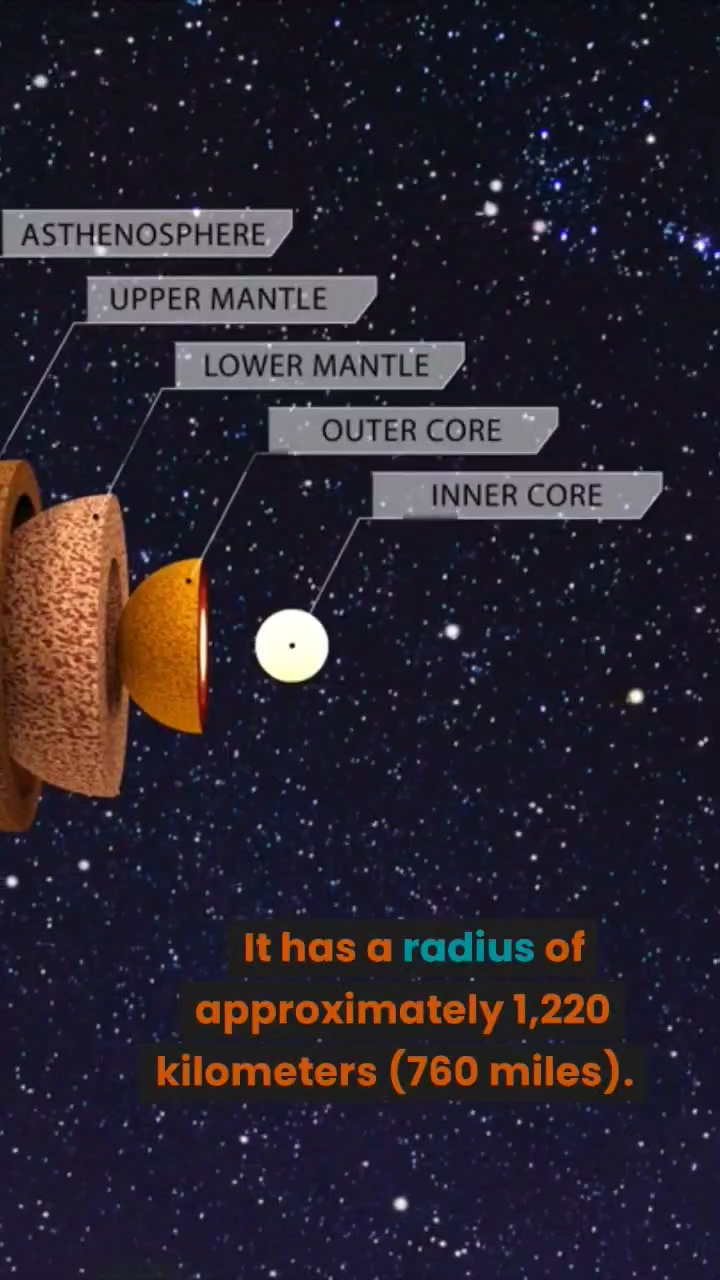 ASTHENOSPHERE
UPPER MANTLE
LOWER MANTLE
OUTER CORE
INNER CORE
It has a radius of
approximately 1,220
kilometers (760 miles).